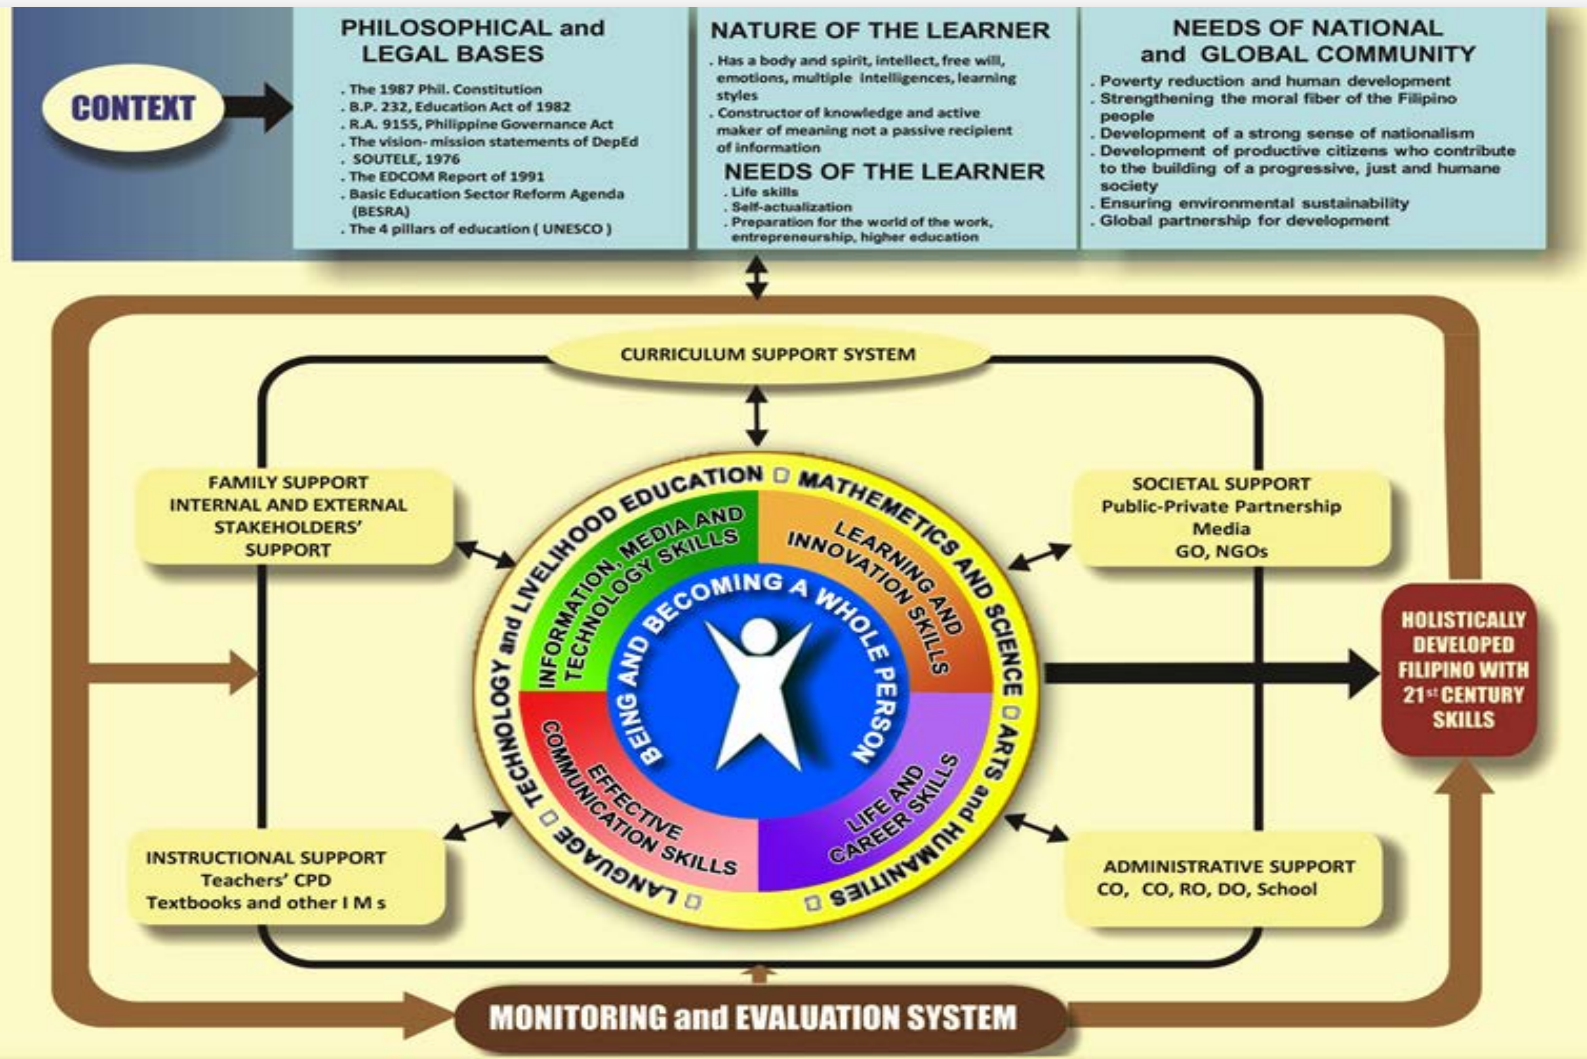 CONTEXT
PHILOSOPHICAL and
LEGAL BASES
. The 1987 Phil. Constitution
. B.P. 232, Education Act of 1982
. R.A. 9155, Philippine Governance Act
. The vision- mission statements of DepEd
. SOUTELE, 1976
. The EDCOM Report of 1991
. Basic Education Sector Reform Agenda
(BESRA)
. The 4 pillars of education ( UNESCO )
NATURE OF THE LEARNER
. Has a body and spirit, intellect, free will,
emotions, multiple intelligences, learning
styles
. Constructor of knowledge and active
maker of meaning not a passive recipient
of information
NEEDS OF THE LEARNER
. Life skills
. Self-actualization
. Preparation for the world of the work,
entrepreneurship, higher education
NEEDS OF NATIONAL
and GLOBAL COMMUNITY
. Poverty reduction and human development
. Strengthening the moral fiber of the Filipino
people
. Development of a strong sense of nationalism
. Development of productive citizens who contribute
to the building of a progressive, just and humane
society
. Ensuring environmental sustainability
. Global partnership for development
CURRICULUM SUPPORT SYSTEM
FAMILY SUPPORT
INTERNAL AND EXTERNAL
STAKEHOLDERS’
SUPPORT
SOCIETAL SUPPORT
Public-Private Partnership
Media
GO, NGOs
TECHNOLOGY and LIVELIHOOD EDUCATION
MATHEMETICS AND SCIENCE
ARTS and HUMANITIES
LANGUAGE
INFORMATION, MEDIA AND
TECHNOLOGY SKILLS
LEARNING AND
INNOVATION SKILLS
BEING AND BECOMING A WHOLE PERSON
EFFECTIVE
COMMUNICATION SKILLS
LIFE AND
CAREER SKILLS
HOLISTICALLY
DEVELOPED
FILIPINO WITH
21st CENTURY
SKILLS
INSTRUCTIONAL SUPPORT
Teachers’ CPD
Textbooks and other I M s
ADMINISTRATIVE SUPPORT
CO, CO, RO, DO, School
MONITORING and EVALUATION SYSTEM